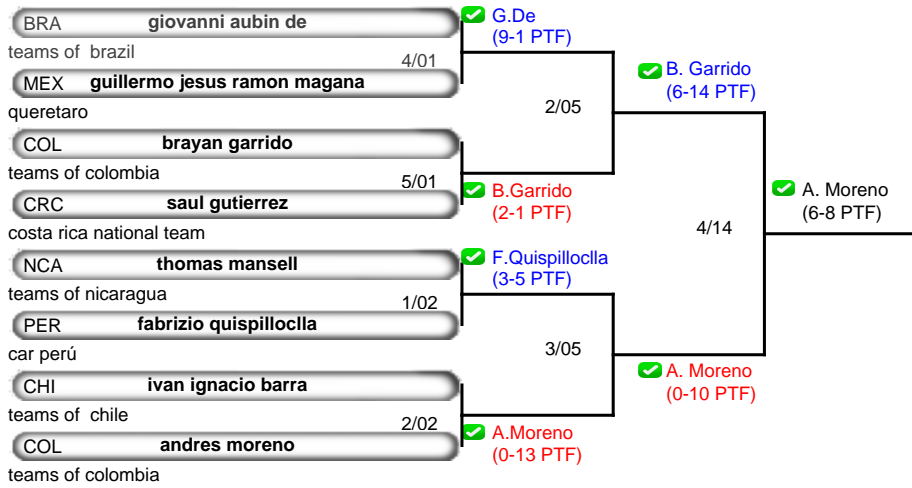 BRA giovanni aubin de
teams of brazil
4/01
MEX guillermo jesus ramon magana
queretaro
COL brayan garrido
teams of colombia
5/01
CRC saul gutierrez
costa rica national team
NCA thomas mansell
teams of nicaragua
1/02
PER fabrizio quispilloclla
car perú
CHI ivan ignacio barra
teams of chile
2/02
COL andres moreno
teams of colombia
G.De
(9-1 PTF)
2/05
B.Garrido
(2-1 PTF)
F.Quispilloclla
(3-5 PTF)
3/05
A.Moreno
(0-13 PTF)
B. Garrido
(6-14 PTF)
4/14
A. Moreno
(0-10 PTF)
A. Moreno
(6-8 PTF)